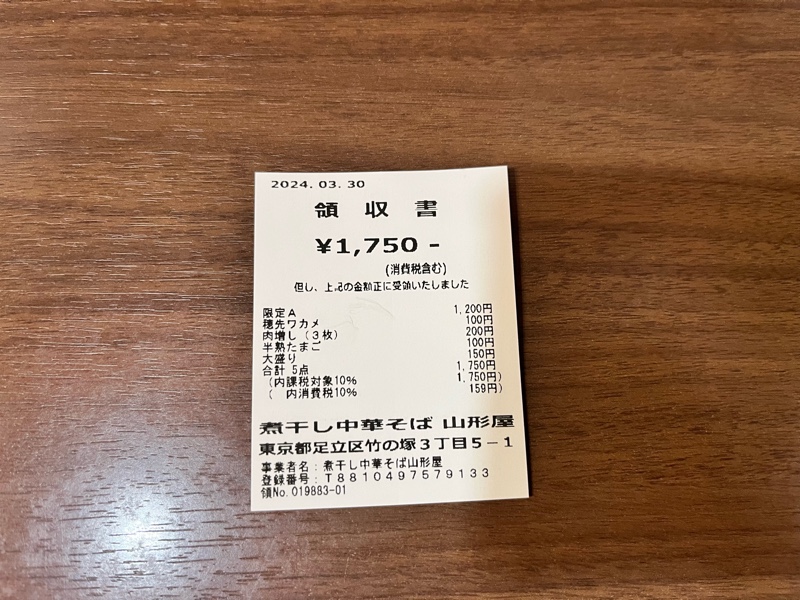 2024.03.30
領収書
¥1,750-
(消費税含む)
但し、上記の金額正に受領いたしました
限定A 1,200円
穂先ワカメ 100円
肉増し(3枚) 200円
半熟たまご 100円
大盛り 150円
合計 5点 1,750円
(内課税対象10% 1,750円)
( 内消費税10% 159円)
煮干し中華そば 山形屋
東京都足立区竹の塚3丁目5-1
事業者名:煮干し中華そば山形屋
登録番号:T8810497579133
領No.019883-01